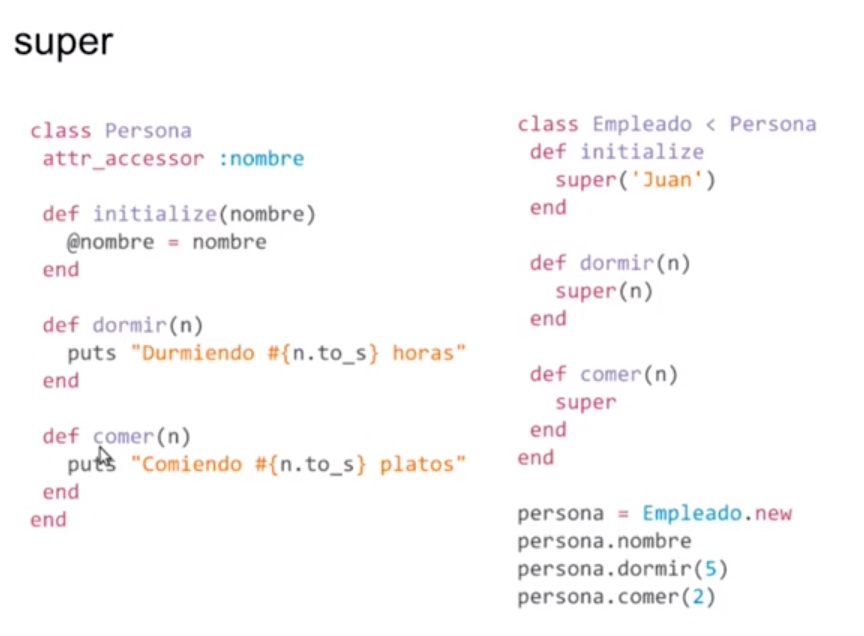 super
class Persona
attr_accessor :nombre
def initialize(nombre)
@nombre = nombre
end
def dormir(n)
puts "Durmiendo #{n.to_s} horas"
end
def comer(n)
puts "Comiendo #{n.to_s} platos"
end
end
class Empleado < Persona
def initialize
super('Juan')
end
def dormir(n)
super(n)
end
def comer(n)
super
end
end
persona = Empleado.new
persona.nombre
persona.dormir(5)
persona.comer(2)